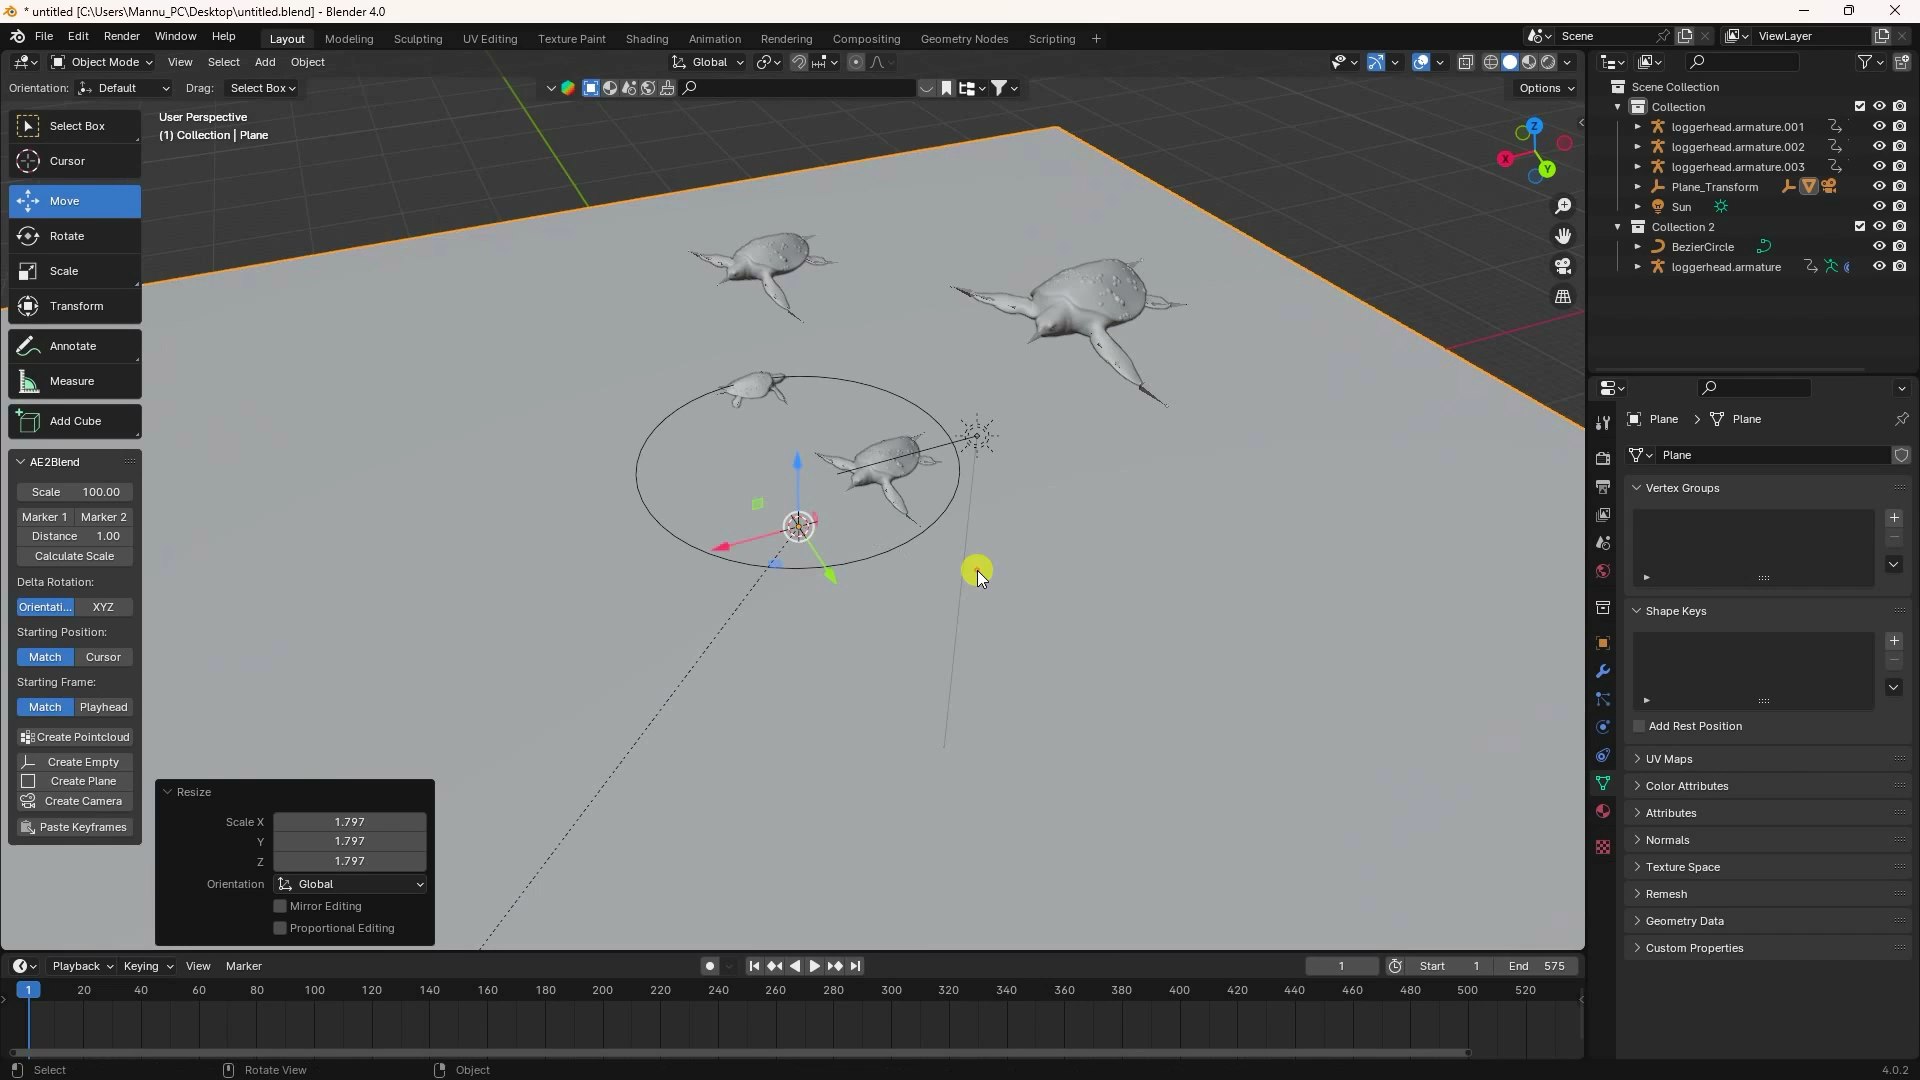 * untitled [C:\Users\Mannu_PC\Desktop\untitled.blend] - Blender 4.0
File Edit Render Window Help Layout Modeling Sculpting UV Editing Texture Paint Shading Animation Rendering Compositing Geometry Nodes Scripting + Scene ViewLayer
Object Mode View Select Add Object Global
Orientation: Default Drag: Select Box Options
User Perspective
(1) Collection | Plane
Select Box
Cursor
Move
Rotate
Scale
Transform
Annotate
Measure
Add Cube
AE2Blend
Scale 100.00
Marker 1 Marker 2
Distance 1.00
Calculate Scale
Delta Rotation:
Orientati... XYZ
Starting Position:
Match Cursor
Starting Frame:
Match Playhead
Create Pointcloud
Create Empty
Create Plane
Create Camera
Paste Keyframes
Resize
Scale X 1.797
Y 1.797
Z 1.797
Orientation Global
Mirror Editing
Proportional Editing
Z
X
Y
Scene Collection
Collection
loggerhead.armature.001
loggerhead.armature.002
loggerhead.armature.003
Plane_Transform
Sun
Collection 2
BezierCircle
loggerhead.armature
Plane > Plane
Plane
Vertex Groups
Shape Keys
Add Rest Position
UV Maps
Color Attributes
Attributes
Normals
Texture Space
Remesh
Geometry Data
Custom Properties
Playback Keying View Marker 1 Start 1 End 575
1 20 40 60 80 100 120 140 160 180 200 220 240 260 280 300 320 340 360 380 400 420 440 460 480 500 520
Select Rotate View Object 4.0.2